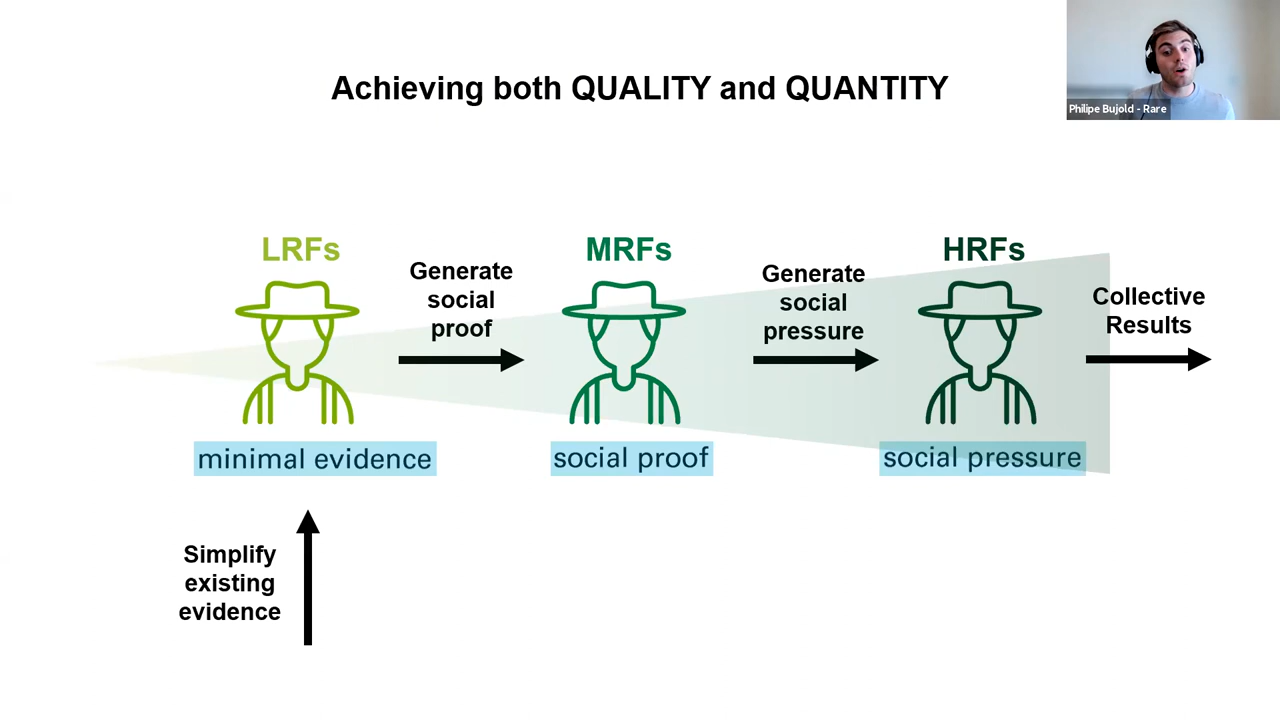 Achieving both QUALITY and QUANTITY
Philipe Bujold - Rare
LRFs
Generate
social
proof
MRFs
Generate
social
pressure
HRFs
Collective
Results
minimal evidence
social proof
social pressure
Simplify
existing
evidence